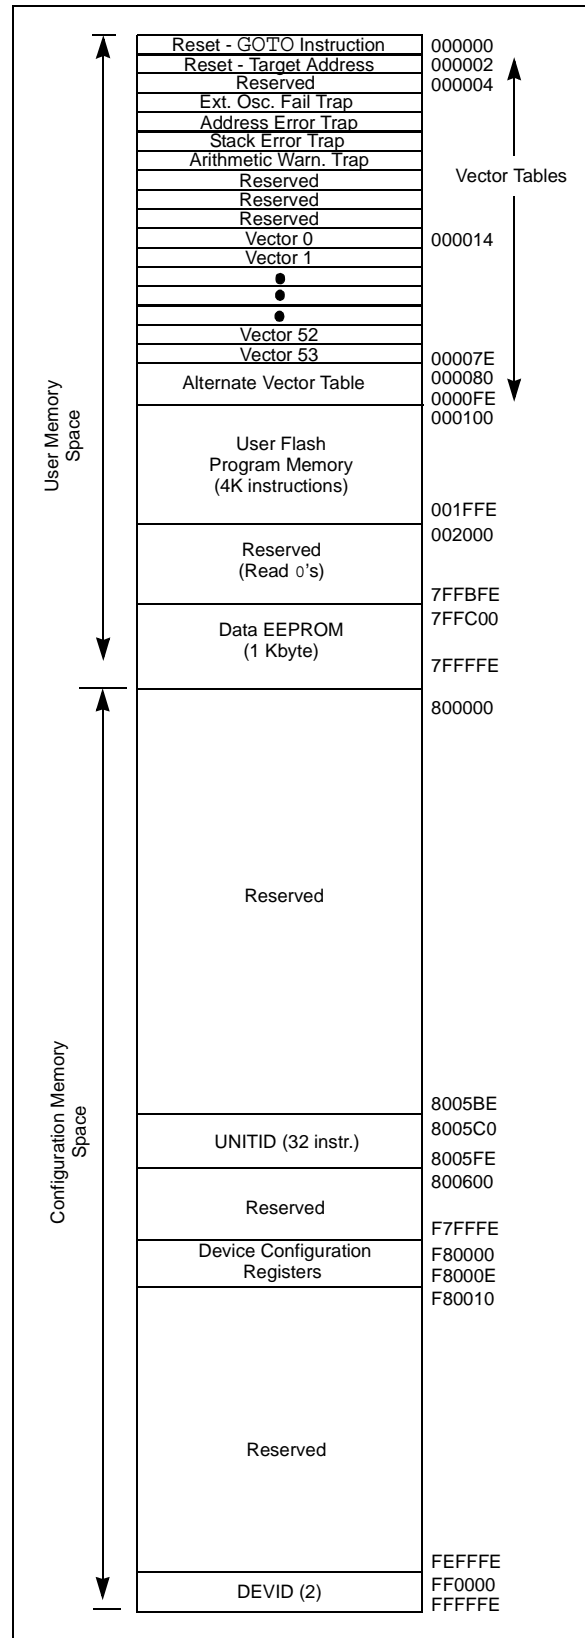 Reset - GOTO Instruction 000000
Reset - Target Address 000002
Reserved 000004
Ext. Osc. Fail Trap
Address Error Trap
Stack Error Trap
Arithmetic Warn. Trap
Vector Tables
Reserved
Reserved
Reserved
Vector 0 000014
Vector 1
Vector 52
Vector 53 00007E
Alternate Vector Table 000080
0000FE
000100
User Memory
Space
User Flash
Program Memory
(4K instructions)
001FFE
002000
Reserved
(Read 0's)
7FFBFE
7FFC00
Data EEPROM
(1 Kbyte)
7FFFFE
800000
Reserved
Configuration Memory
Space
8005BE
8005C0
UNITID (32 instr.)
8005FE
800600
Reserved
F7FFFE
Device Configuration F80000
Registers F8000E
F80010
Reserved
FEFFFE
FF0000
DEVID (2)
FFFFFE